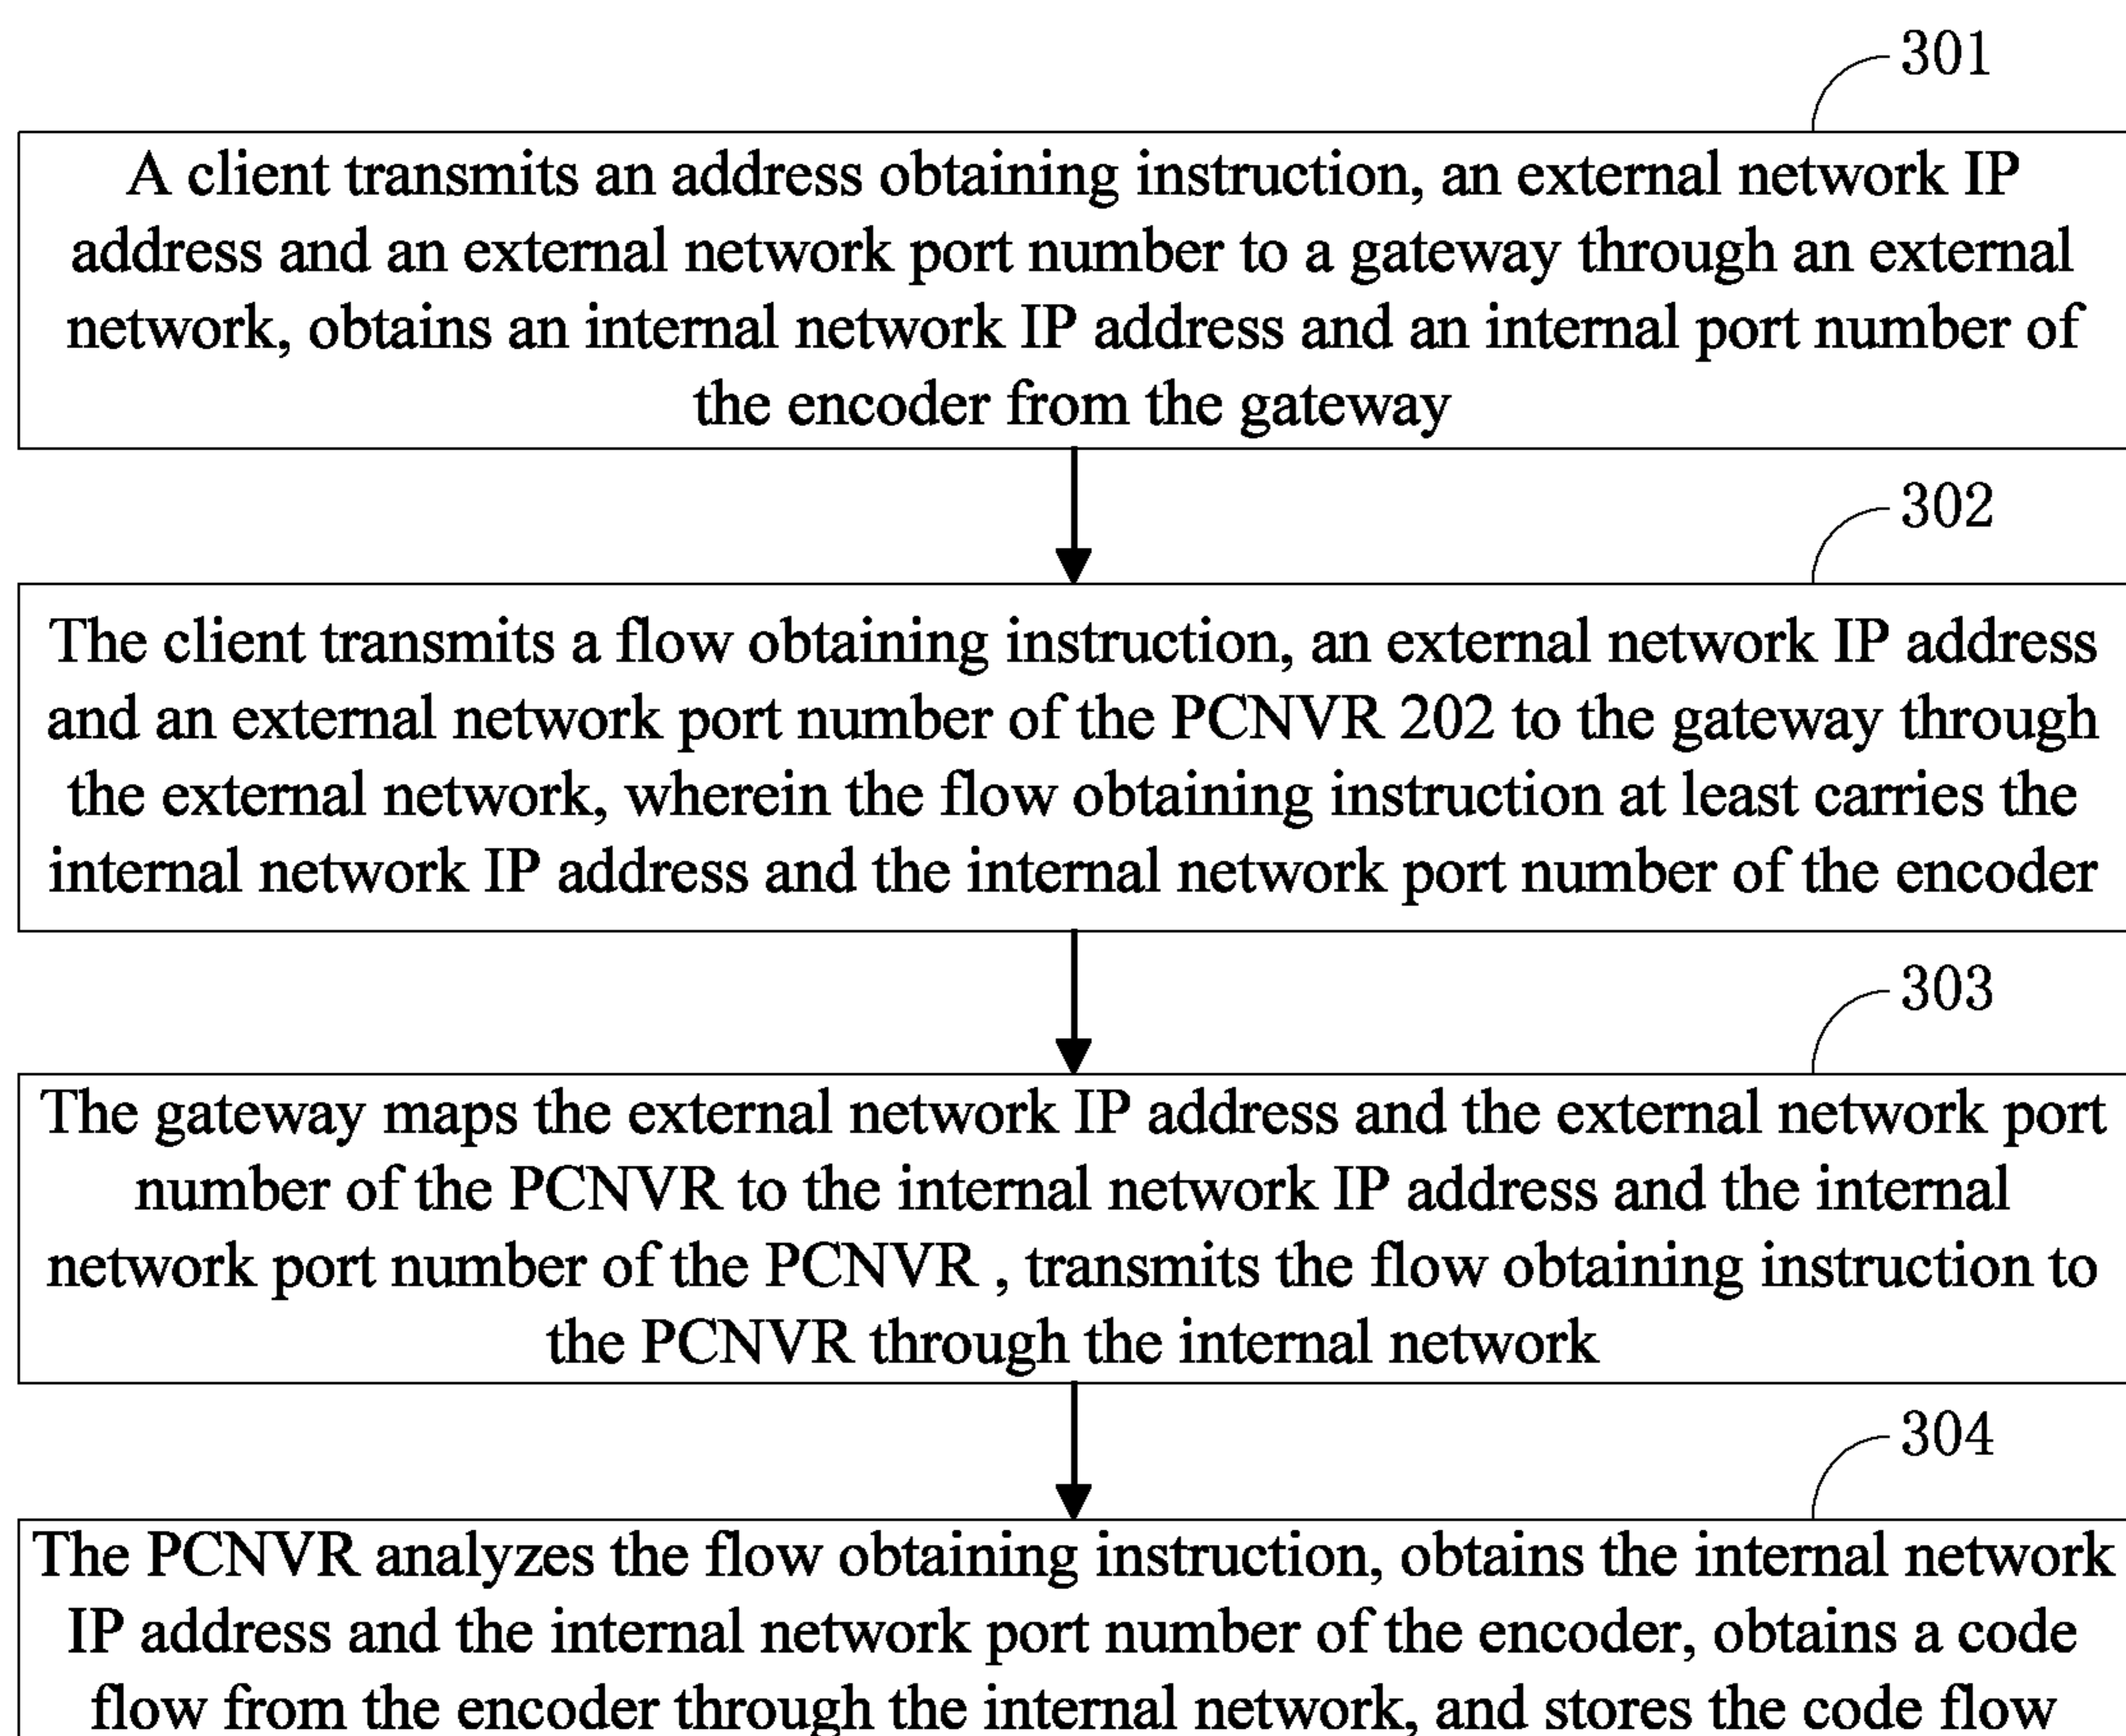 301
A client transmits an address obtaining instruction, an external network IP
address and an external network port number to a gateway through an external
network, obtains an internal network IP address and an internal port number of
the encoder from the gateway
302
The client transmits a flow obtaining instruction, an external network IP address
and an external network port number of the PCNVR 202 to the gateway through
the external network, wherein the flow obtaining instruction at least carries the
internal network IP address and the internal network port number of the encoder
303
The gateway maps the external network IP address and the external network port
number of the PCNVR to the internal network IP address and the internal
network port number of the PCNVR , transmits the flow obtaining instruction to
the PCNVR through the internal network
304
The PCNVR analyzes the flow obtaining instruction, obtains the internal network
IP address and the internal network port number of the encoder, obtains a code
flow from the encoder through the internal network, and stores the code flow